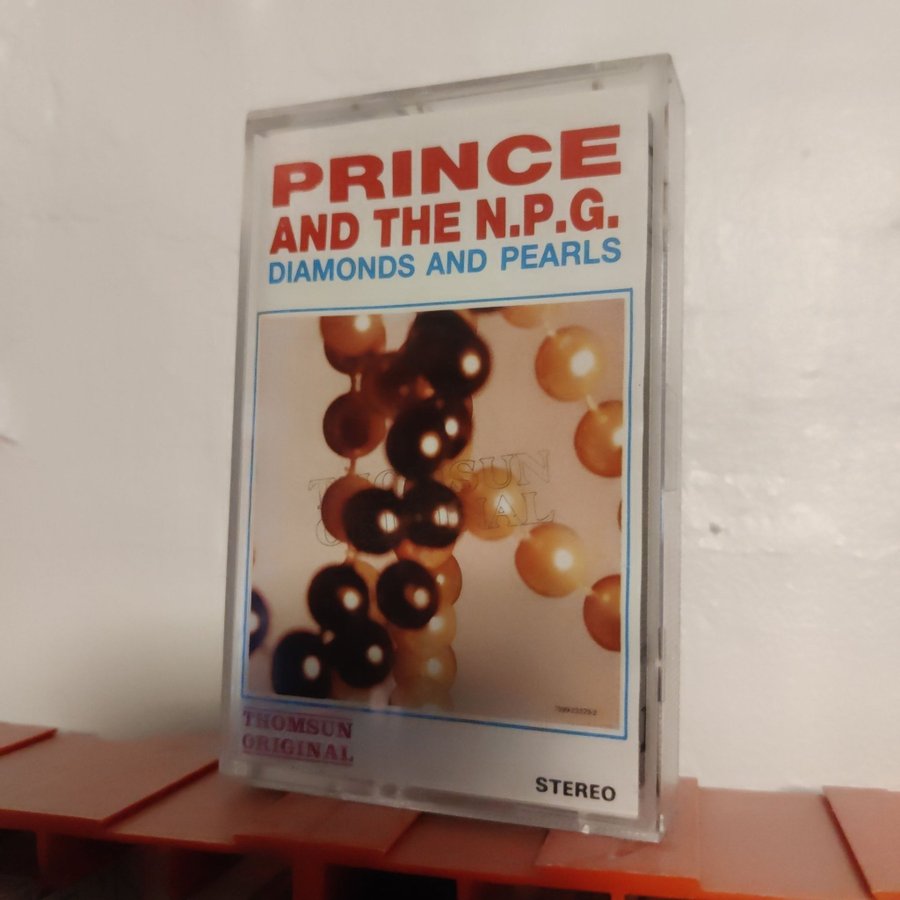 PRINCE
AND THE N.P.G.
DIAMONDS AND PEARLS
THOMSUN
ORIGINAL
STEREO